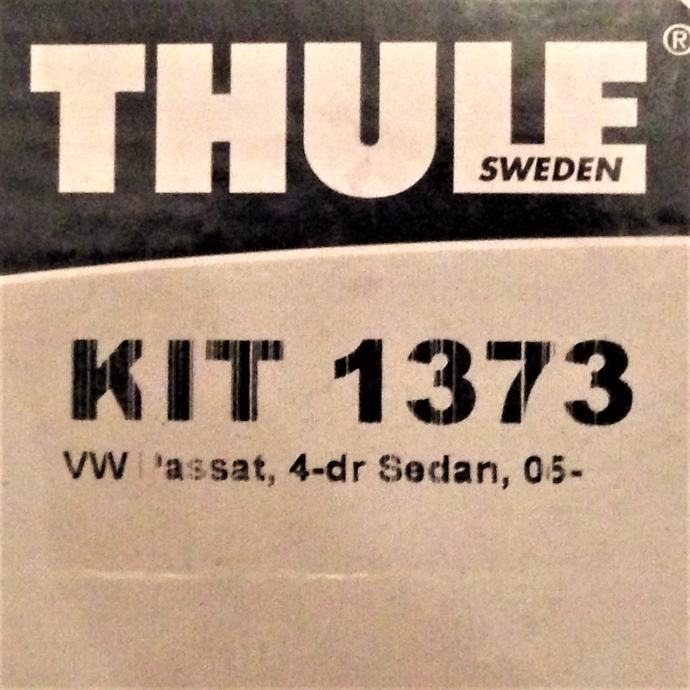 THULE®
SWEDEN
KIT 1373
VW Passat, 4-dr Sedan, 05-